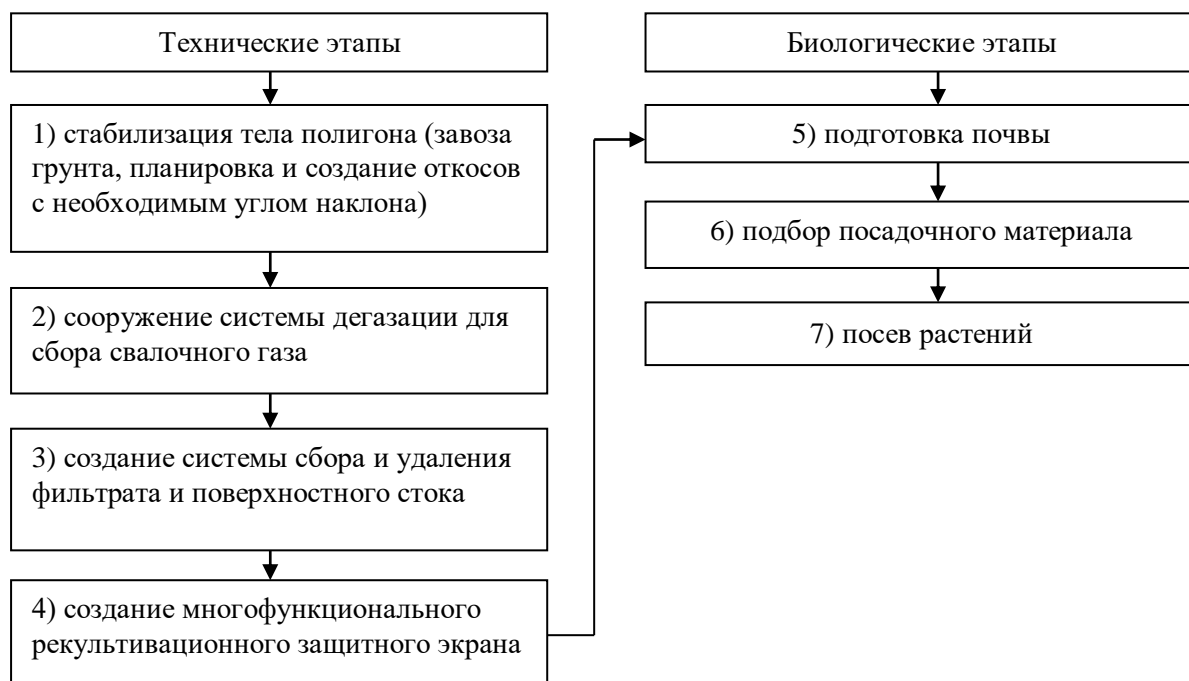 Технические этапы
1) стабилизация тела полигона (завоза
грунта, планировка и создание откосов
с необходимым углом наклона)
2) сооружение системы дегазации для
сбора свалочного газа
3) создание системы сбора и удаления
фильтрата и поверхностного стока
4) создание многофункционального
рекультивационного защитного экрана
Биологические этапы
5) подготовка почвы
6) подбор посадочного материала
7) посев растений